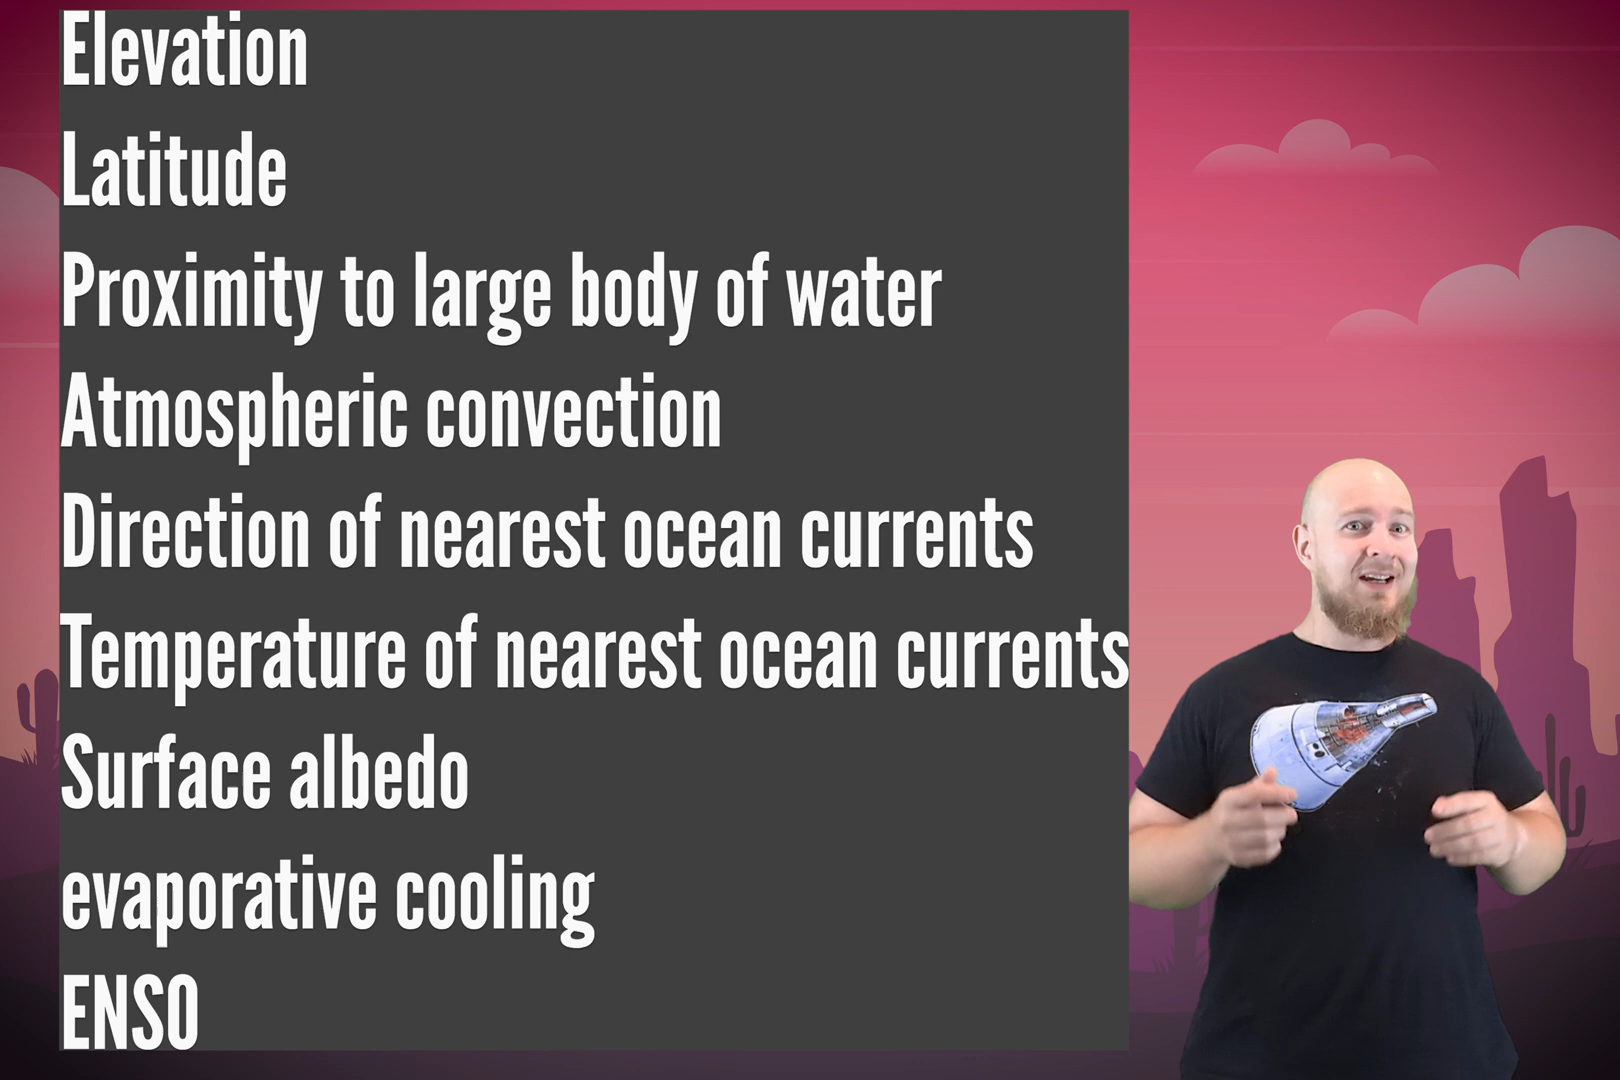 Elevation
Latitude
Proximity to large body of water
Atmospheric convection
Direction of nearest ocean currents
Temperature of nearest ocean currents
Surface albedo
evaporative cooling
ENSO